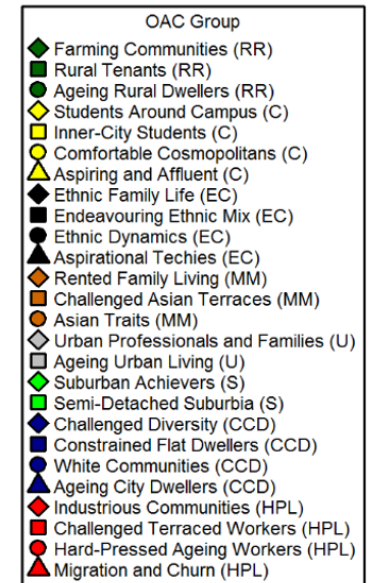 OAC Group
Farming Communities (RR)
Rural Tenants (RR)
Ageing Rural Dwellers (RR)
Students Around Campus (C)
Inner-City Students (C)
Comfortable Cosmopolitans (C)
Aspiring and Affluent (C)
Ethnic Family Life (EC)
Endeavouring Ethnic Mix (EC)
Ethnic Dynamics (EC)
Aspirational Techies (EC)
Rented Family Living (MM)
Challenged Asian Terraces (MM)
Asian Traits (MM)
Urban Professionals and Families (U)
Ageing Urban Living (U)
Suburban Achievers (S)
Semi-Detached Suburbia (S)
Challenged Diversity (CCD)
Constrained Flat Dwellers (CCD)
White Communities (CCD)
Ageing City Dwellers (CCD)
Industrious Communities (HPL)
Challenged Terraced Workers (HPL)
Hard-Pressed Ageing Workers (HPL)
Migration and Churn (HPL)